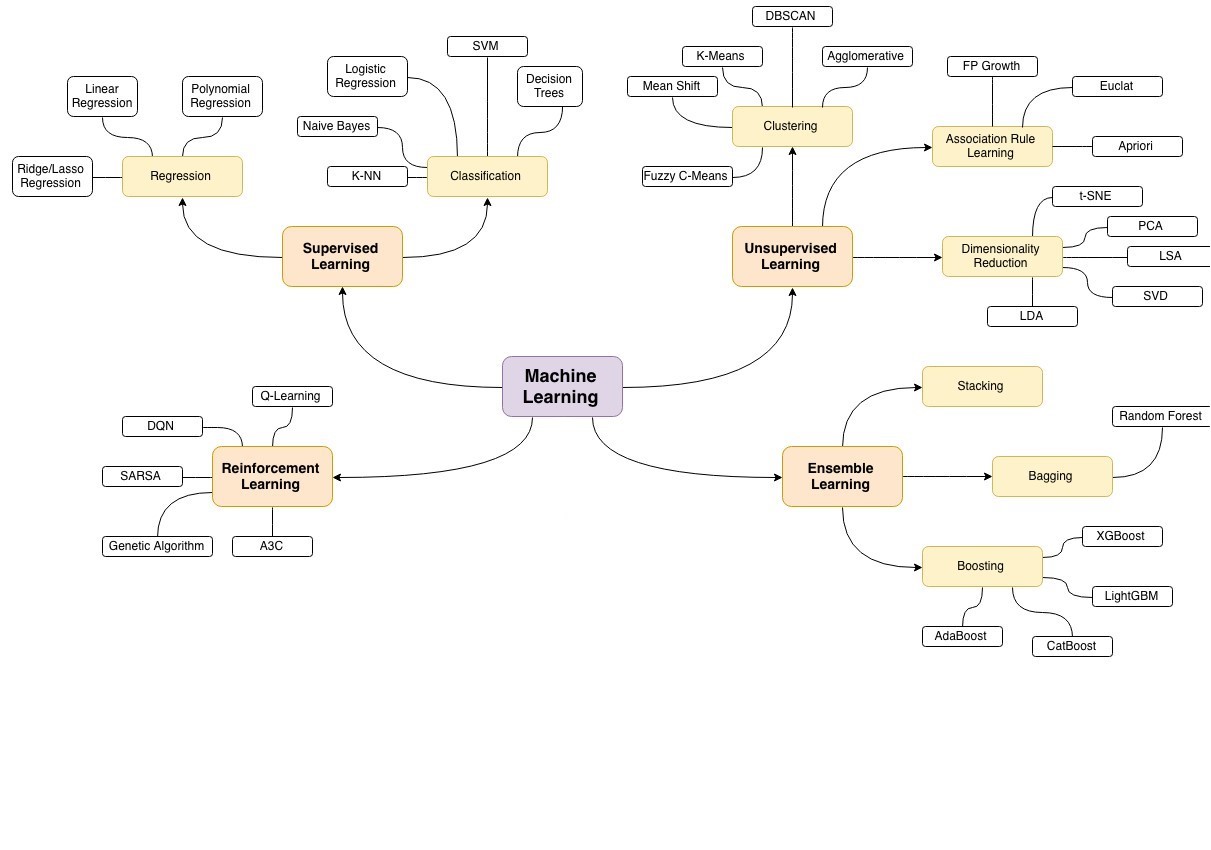 DBSCAN
SVM
K-Means
Agglomerative
FP Growth
Logistic
Regression
Decision
Trees
Mean Shift
Euclat
Linear
Regression
Polynomial
Regression
Naive Bayes
Clustering
Association Rule
Learning
Apriori
Ridge/Lasso
Regression
Regression
K-NN
Classification
Fuzzy C-Means
t-SNE
PCA
Supervised
Learning
Unsupervised
Learning
Dimensionality
Reduction
LSA
SVD
LDA
Machine
Learning
Stacking
Q-Learning
DQN
Random Forest
Reinforcement
Learning
SARSA
Ensemble
Learning
Bagging
Genetic Algorithm
A3C
XGBoost
Boosting
LightGBM
AdaBoost
CatBoost